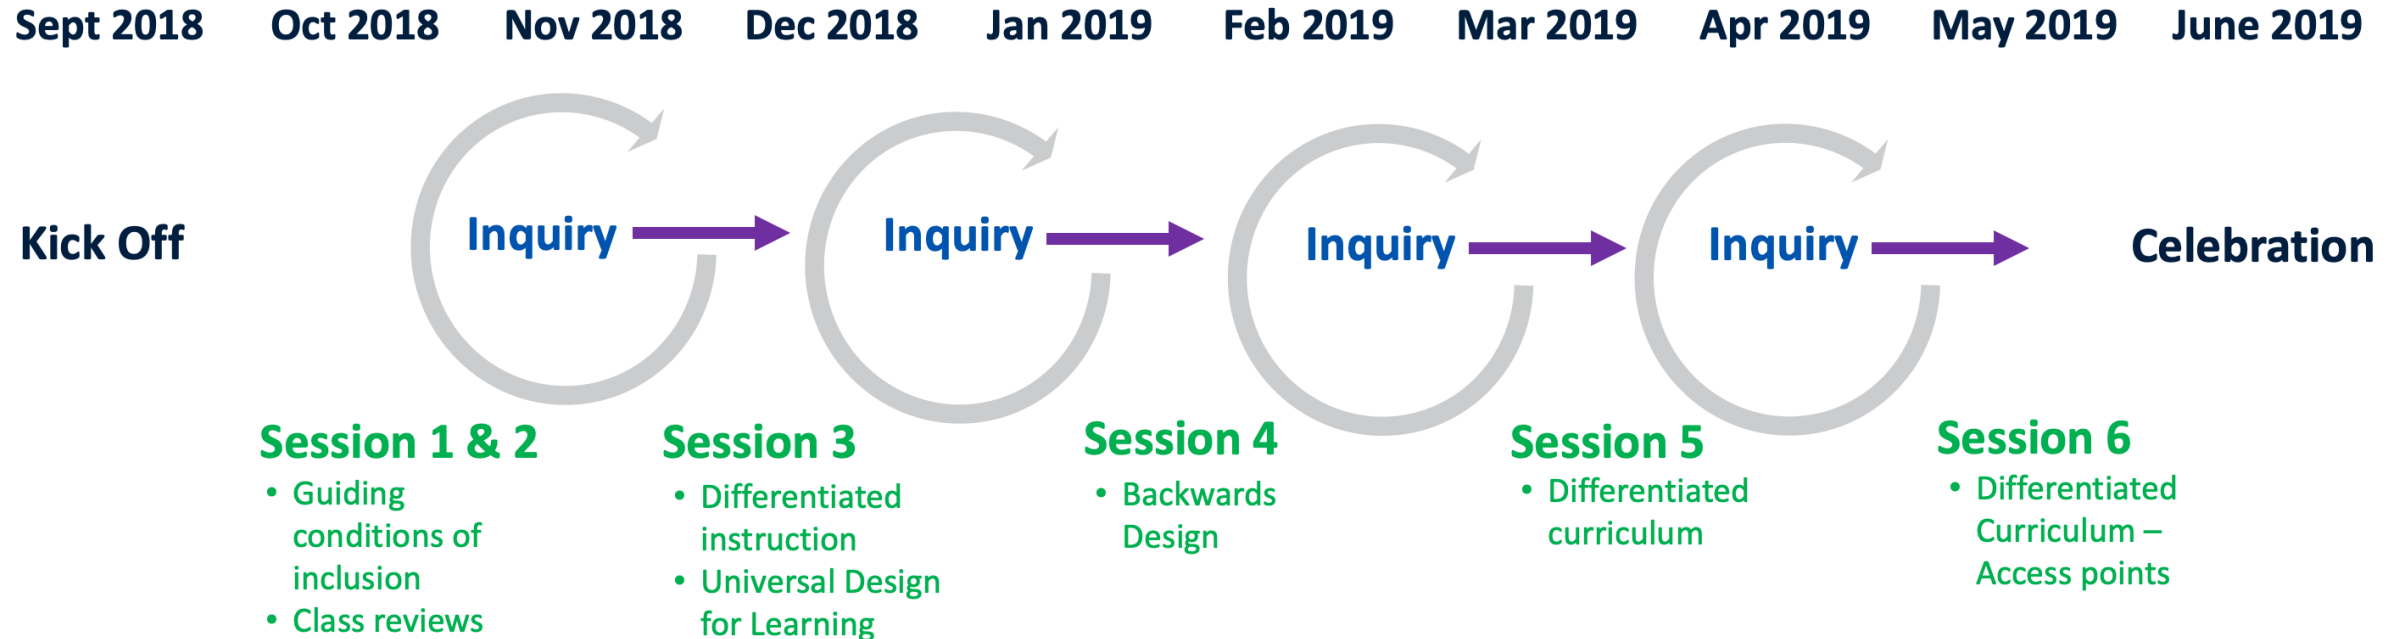 Sept 2018 Oct 2018 Nov 2018 Dec 2018 Jan 2019 Feb 2019 Mar 2019 Apr 2019 May 2019 June 2019
Kick Off
Inquiry
Inquiry
Inquiry
Inquiry
Celebration
Session 1 & 2
• Guiding
conditions of
inclusion
• Class reviews
Session 3
• Differentiated
instruction
• Universal Design
for Learning
Session 4
• Backwards
Design
Session 5
• Differentiated
curriculum
Session 6
• Differentiated
Curriculum –
Access points